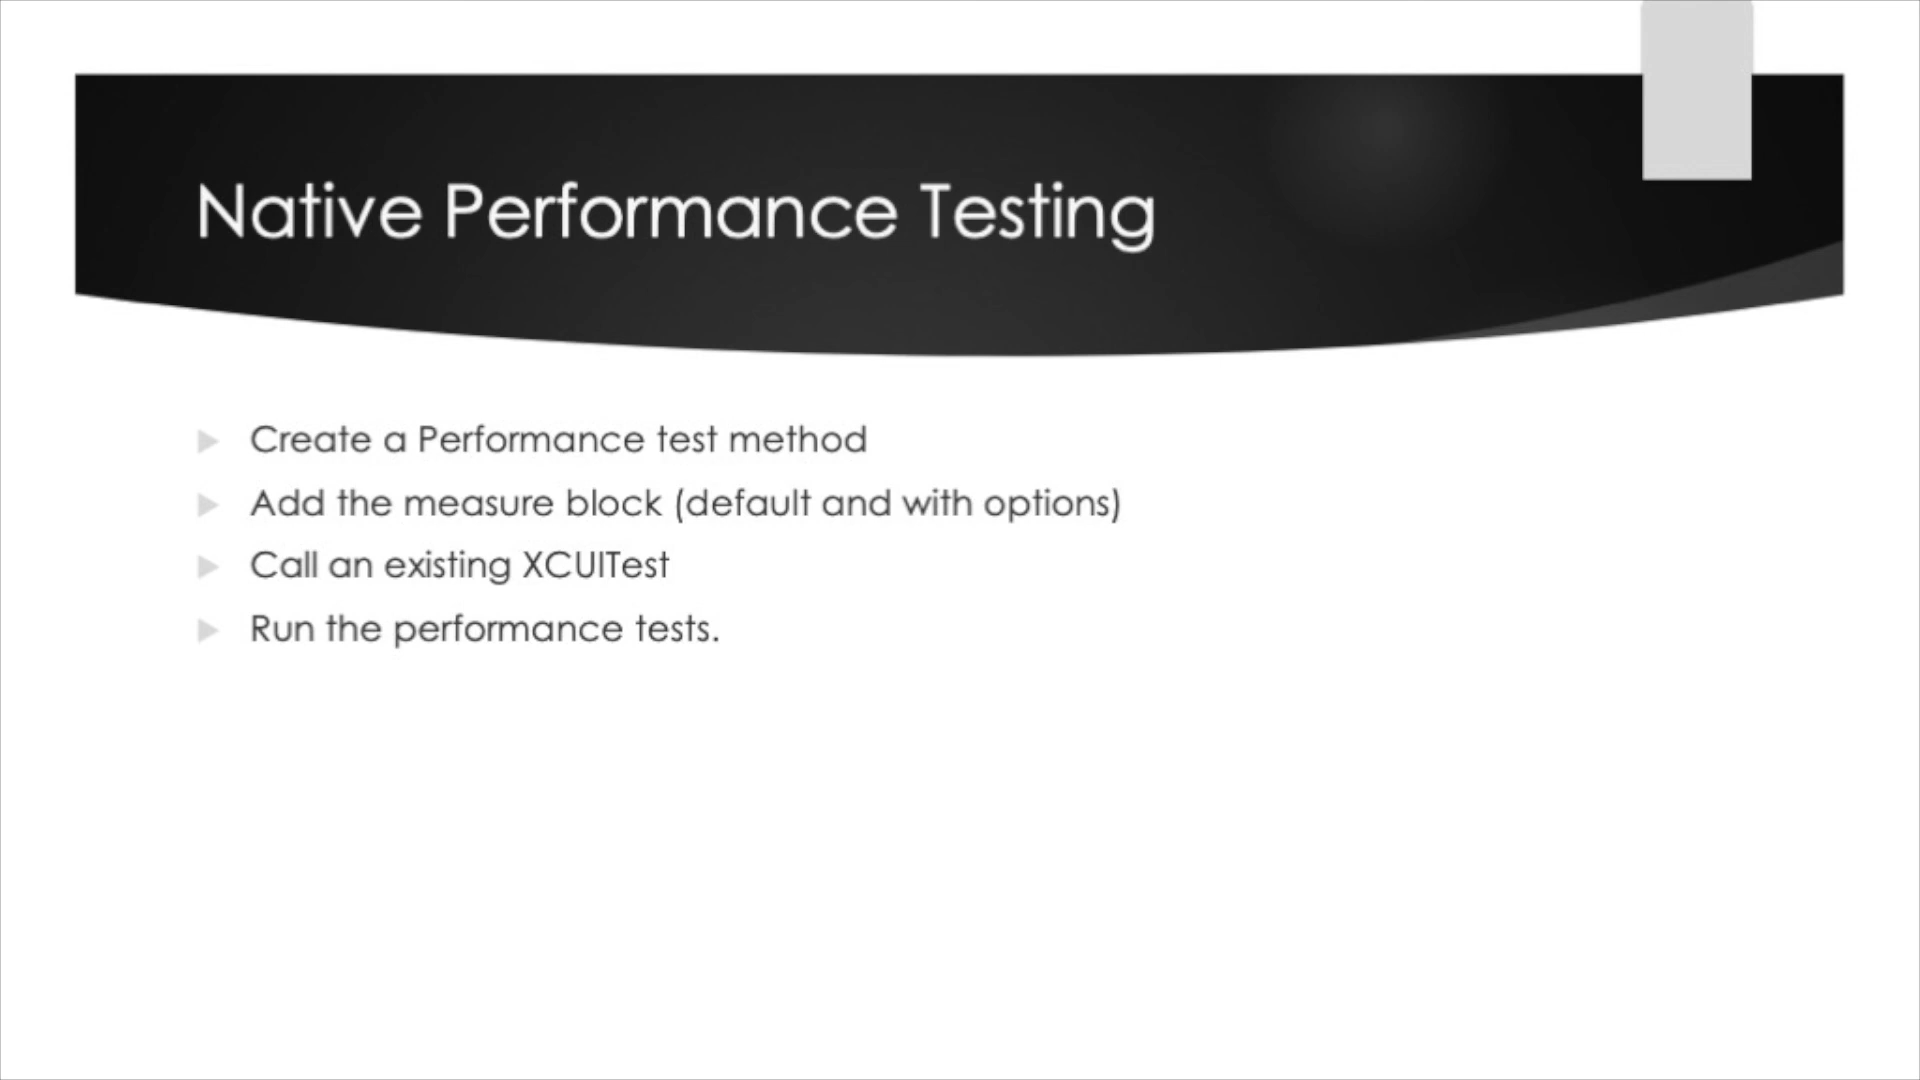 Native Performance Testing
Create a Performance test method
Add the measure block (default and with options)
Call an existing XCUITest
Run the performance tests.